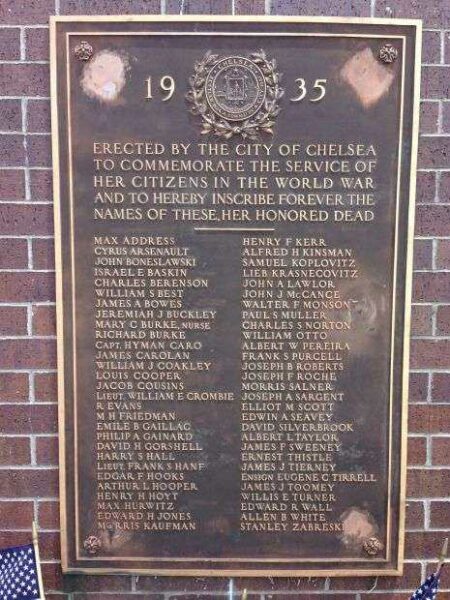 19 35
CHELSEA
ERECTED BY THE CITY OF CHELSEA
TO COMMEMORATE THE SERVICE OF
HER CITIZENS IN THE WORLD WAR
AND TO HEREBY INSCRIBE FOREVER THE
NAMES OF THESE, HER HONORED DEAD
MAX ADDRESS
CYRUS ARSENAULT
JOHN BONESLAWSKI
ISRAEL E BASKIN
CHARLES BERENSON
WILLIAM S BEST
JAMES A BOWES
JEREMIAH J BUCKLEY
MARY C BURKE, NURSE
RICHARD BURKE
CAPT. HYMAN CARO
JAMES CAROLAN
WILLIAM J COAKLEY
LOUIS COOPER
JACOB COUSINS
LIEUT. WILLIAM E CROMBIE
R EVANS
M H FRIEDMAN
EMILE B GAILLAC
PHILIP A GAINARD
DAVID H GORSHELL
HARRY S HALL
LIEUT. FRANK S HANF
EDGAR F HOOKS
ARTHUR L HOOPER
HENRY H HOYT
MAX HURWITZ
EDWARD H JONES
MORRIS KAUFMAN
HENRY F KERR
ALFRED H KINSMAN
SAMUEL KOPLOVITZ
LIEB KRASNECOVITZ
JOHN A LAWLOR
JOHN J McCANCE
WALTER F MONSON
PAUL S MULLER
CHARLES S NORTON
WILLIAM OTTO
ALBERT W PEREIRA
FRANK S PURCELL
JOSEPH B ROBERTS
JOSEPH F ROCHE
MORRIS SALNER
JOSEPH A SARGENT
ELLIOT M SCOTT
EDWIN A SEAVEY
DAVID SILVERBROOK
ALBERT L TAYLOR
JAMES F SWEENEY
ERNEST THISTLE
JAMES J TIERNEY
ENSIGN EUGENE C TIRRELL
JAMES J TOOMEY
WILLIS E TURNER
EDWARD R WALL
ALLEN B WHITE
STANLEY ZABRESKI